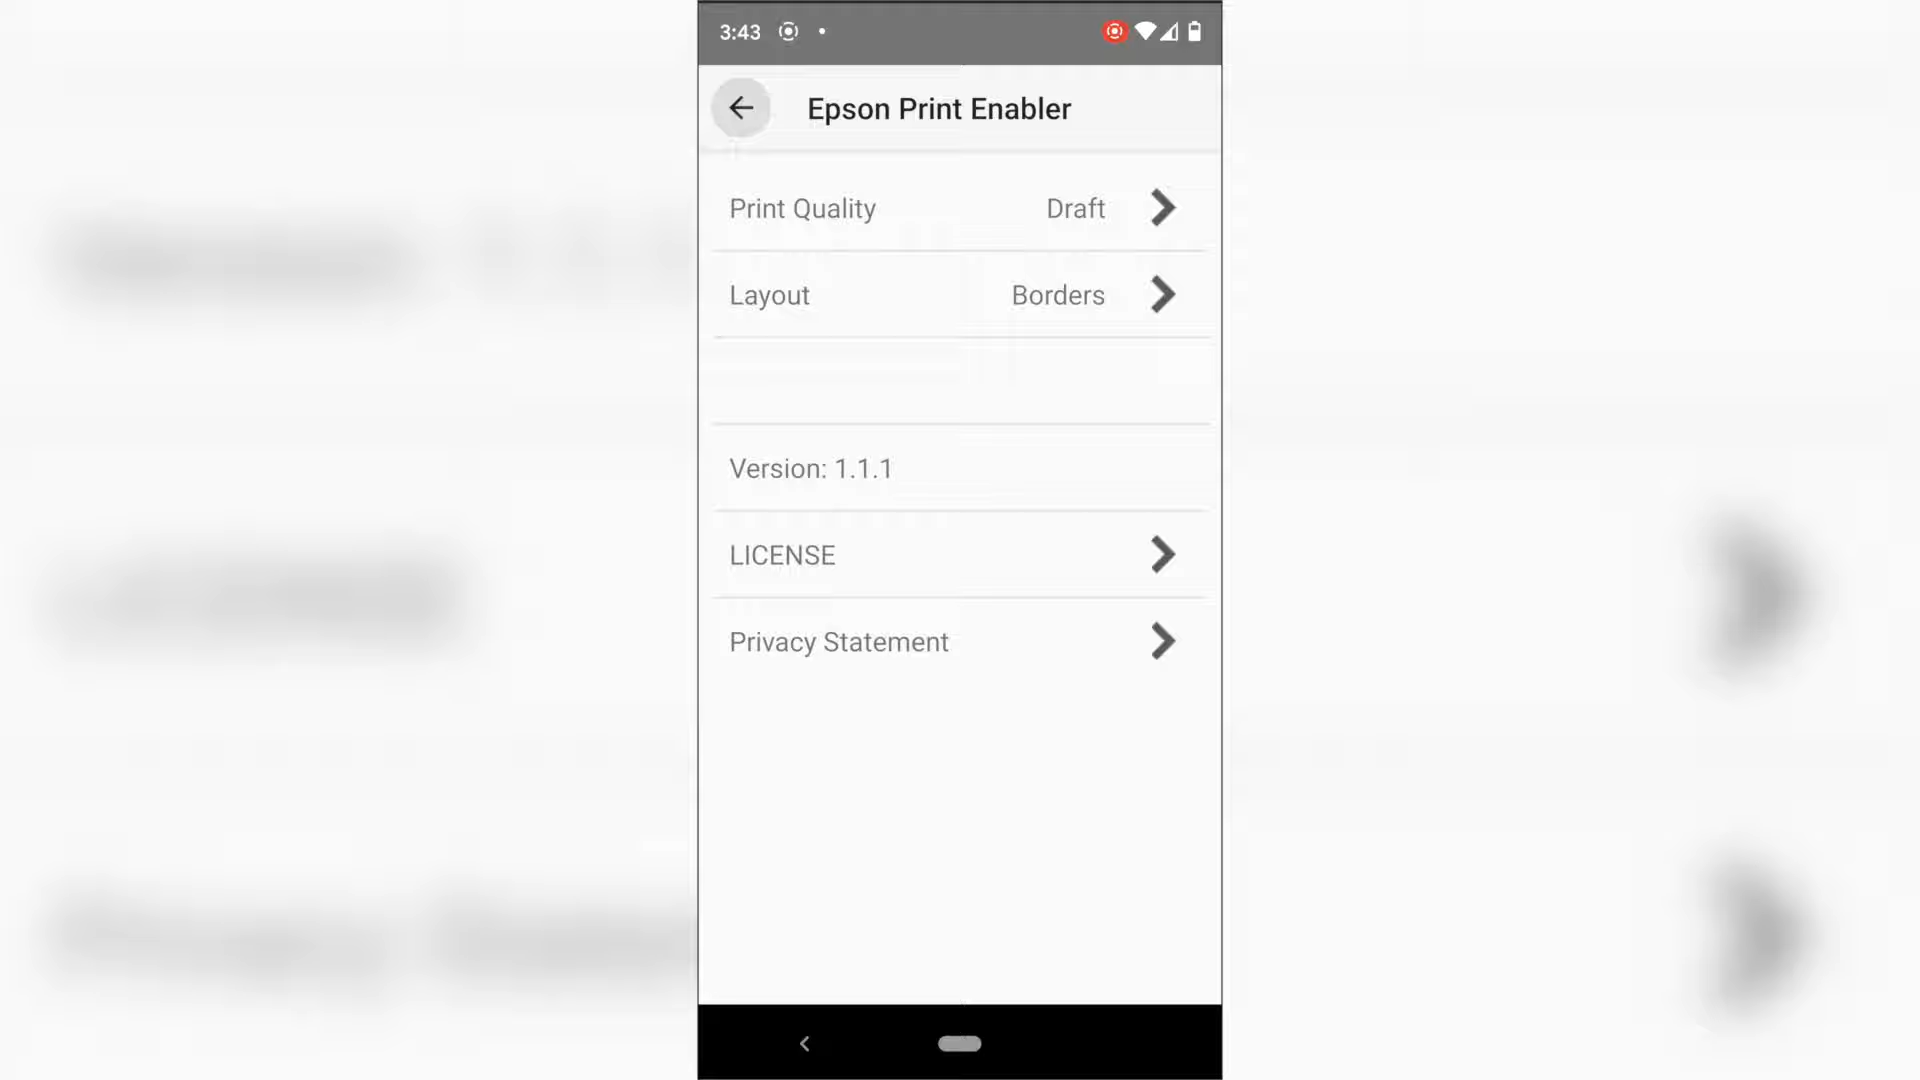 3:43
Epson Print Enabler
Print Quality Draft
Layout Borders
Version: 1.1.1
LICENSE
Privacy Statement